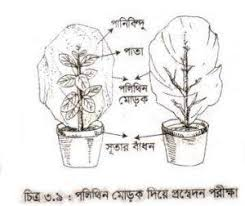 পানিবিন্দু
পাতা
পলিথিন
মোড়ক
সূতার বাঁধন
চিত্র ৩.৯ : পলিথিন মোড়ক দিয়ে প্রস্বেদন পরীক্ষা